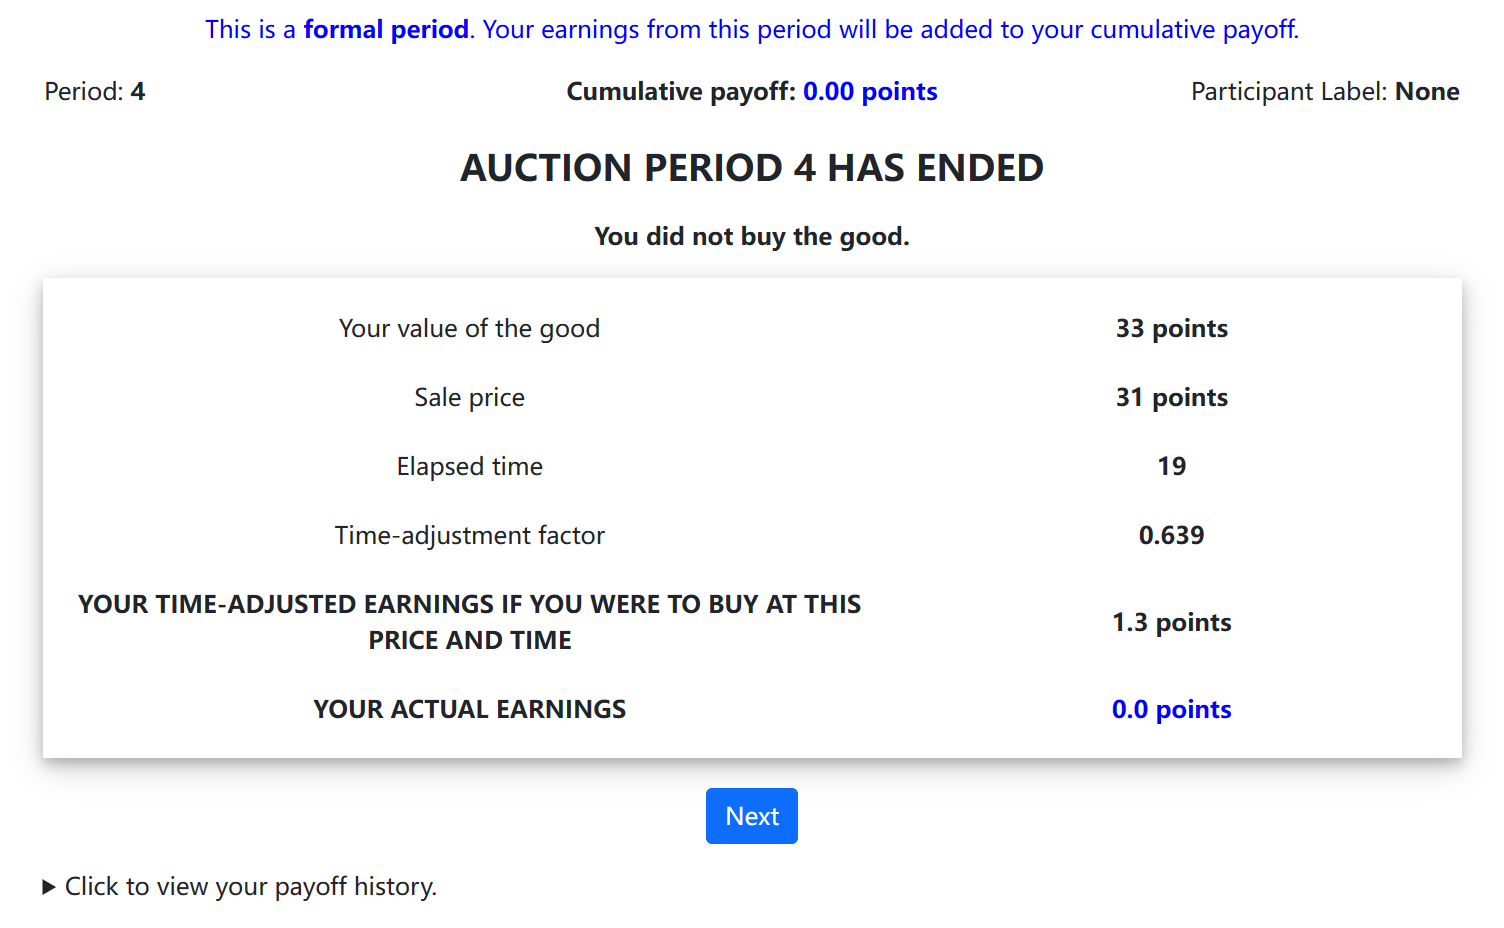 This is a formal period. Your earnings from this period will be added to your cumulative payoff.
Period: 4 Cumulative payoff: 0.00 points Participant Label: None
AUCTION PERIOD 4 HAS ENDED
You did not buy the good.
Your value of the good 33 points
Sale price 31 points
Elapsed time 19
Time-adjustment factor 0.639
YOUR TIME-ADJUSTED EARNINGS IF YOU WERE TO BUY AT THIS
PRICE AND TIME 1.3 points
YOUR ACTUAL EARNINGS 0.0 points
Next
▶ Click to view your payoff history.